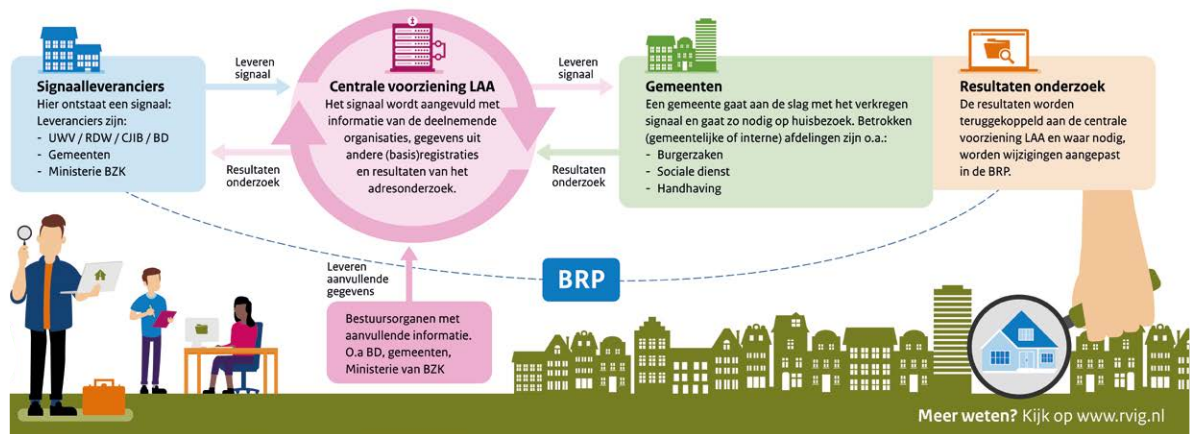 Signaalleveranciers
Hier ontstaat een signaal:
Leveranciers zijn:
- UWV / RDW / CJIB / BD
- Gemeenten
- Ministerie BZK
Leveren
signaal
Resultaten
onderzoek
Centrale voorziening LAA
Het signaal wordt aangevuld met
informatie van de deelnemende
organisaties, gegevens uit
andere (basis)registraties
en resultaten van het
adresonderzoek.
Leveren
signaal
Resultaten
onderzoek
Gemeenten
Een gemeente gaat aan de slag met het verkregen
signaal en gaat zo nodig op huisbezoek. Betrokken
(gemeentelijke of interne) afdelingen zijn o.a.:
- Burgerzaken
- Sociale dienst
- Handhaving
Resultaten onderzoek
De resultaten worden
teruggekoppeld aan de centrale
voorziening LAA en waar nodig,
worden wijzigingen aangepast
in de BRP.
Leveren
aanvullende
gegevens
BRP
Bestuursorganen met
aanvullende informatie.
O.a BD, gemeenten,
Ministerie van BZK
Meer weten? Kijk op www.rvig.nl